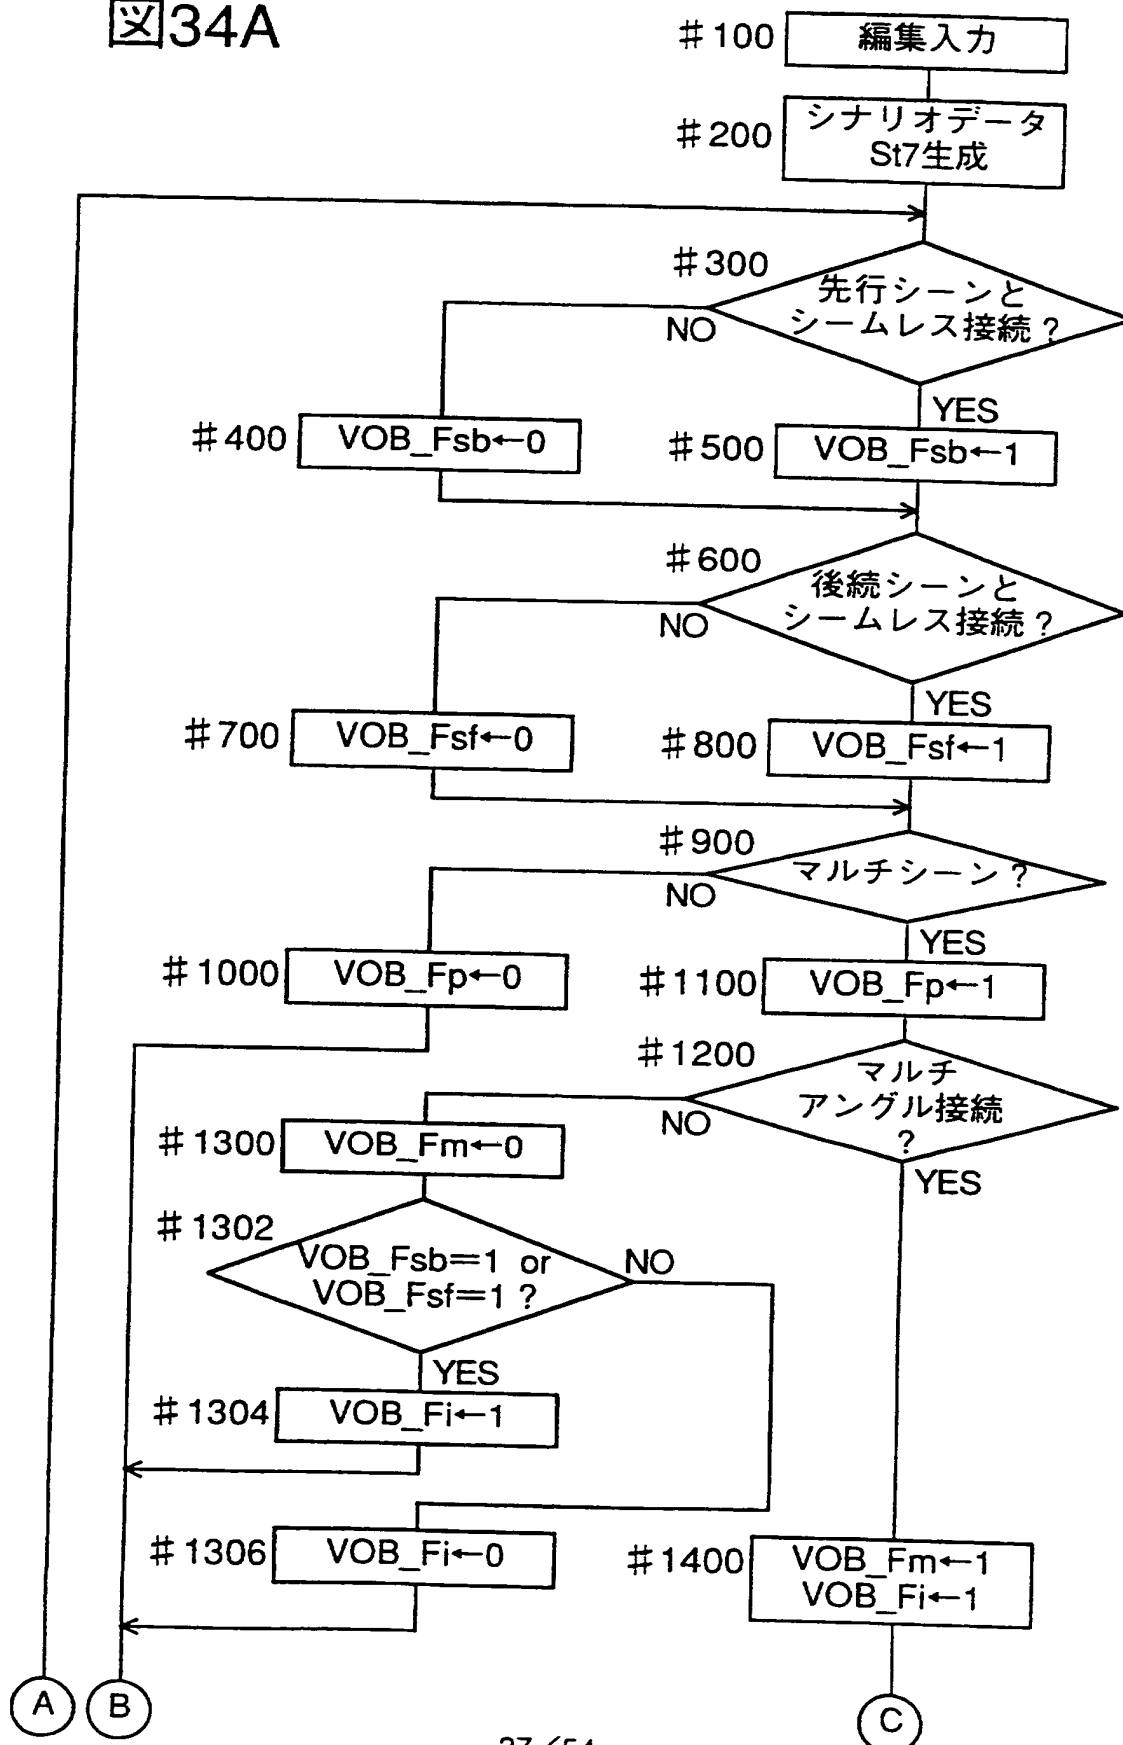 図34A
#100
編集入力
#200
シナリオデータ
St7生成
#300
先行シーンと
シームレス接続?
NO
YES
#400
VOB_Fsb←0
#500
VOB_Fsb←1
#600
後続シーンと
シームレス接続?
NO
YES
#700
VOB_Fsf←0
#800
VOB_Fsf←1
#900
マルチシーン?
NO
YES
#1000
VOB_Fp←0
#1100
VOB_Fp←1
#1200
マルチ
アングル接続
?
NO
YES
#1300
VOB_Fm←0
#1302
VOB_Fsb=1 or
VOB_Fsf=1?
NO
YES
#1304
VOB_Fi←1
#1306
VOB_Fi←0
#1400
VOB_Fm←1
VOB_Fi←1
A
B
C